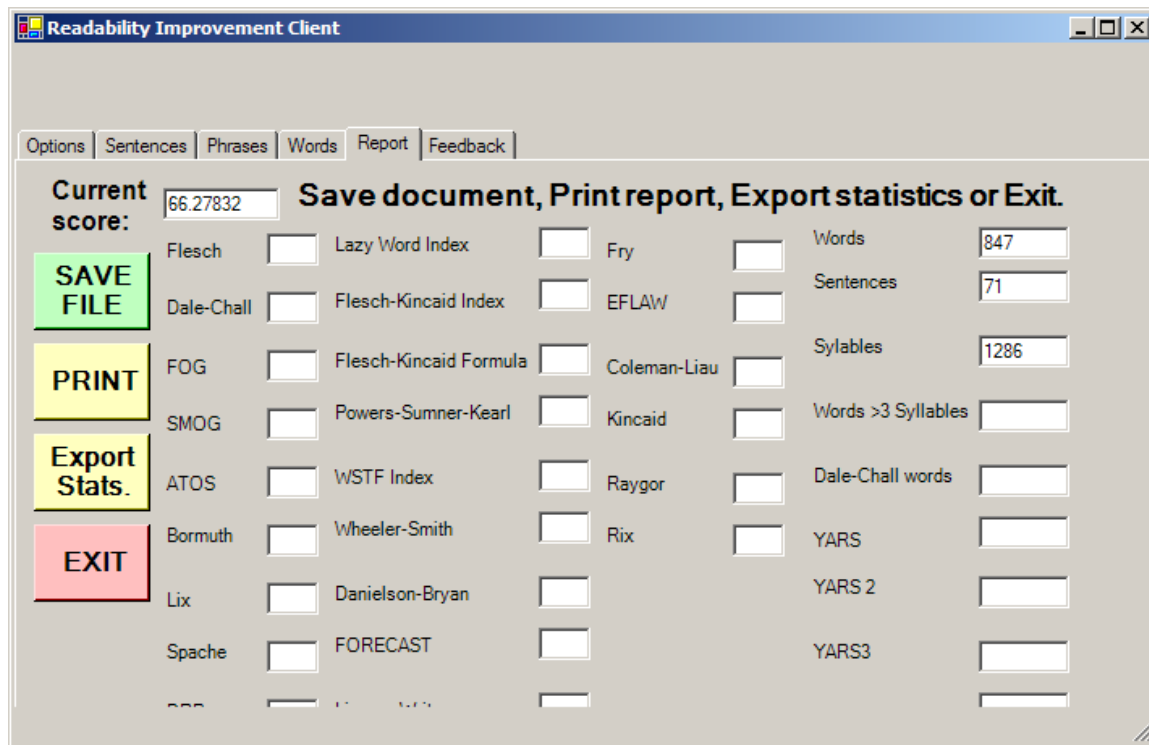 Readability Improvement Client
Options Sentences Phrases Words Report Feedback
Current score: 66.27832 Save document, Print report, Export statistics or Exit.
SAVE FILE
PRINT
Export Stats.
EXIT
Flesch
Dale-Chall
FOG
SMOG
ATOS
Bormuth
Lix
Spache
Lazy Word Index
Flesch-Kincaid Index
Flesch-Kincaid Formula
Powers-Sumner-Kearl
WSTF Index
Wheeler-Smith
Danielson-Bryan
FORECAST
Fry
EFLAW
Coleman-Liau
Kincaid
Raygor
Rix
Words 847
Sentences 71
Sylables 1286
Words >3 Syllables
Dale-Chall words
YARS
YARS 2
YARS3